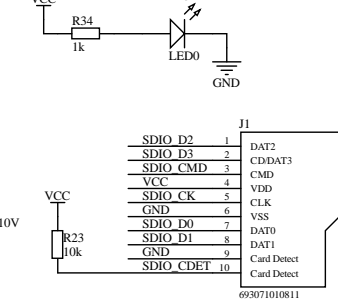 VCC
R34
1k
LED0
GND
J1
SDIO_D2 1 DAT2
SDIO_D3 2 CD/DAT3
SDIO_CMD 3 CMD
VCC 4 VDD
SDIO_CK 5 CLK
GND 6 VSS
SDIO_D0 7 DAT0
SDIO_D1 8 DAT1
GND 9 Card Detect
SDIO_CDET 10 Card Detect
693071010811
VCC
R23
10k
10V